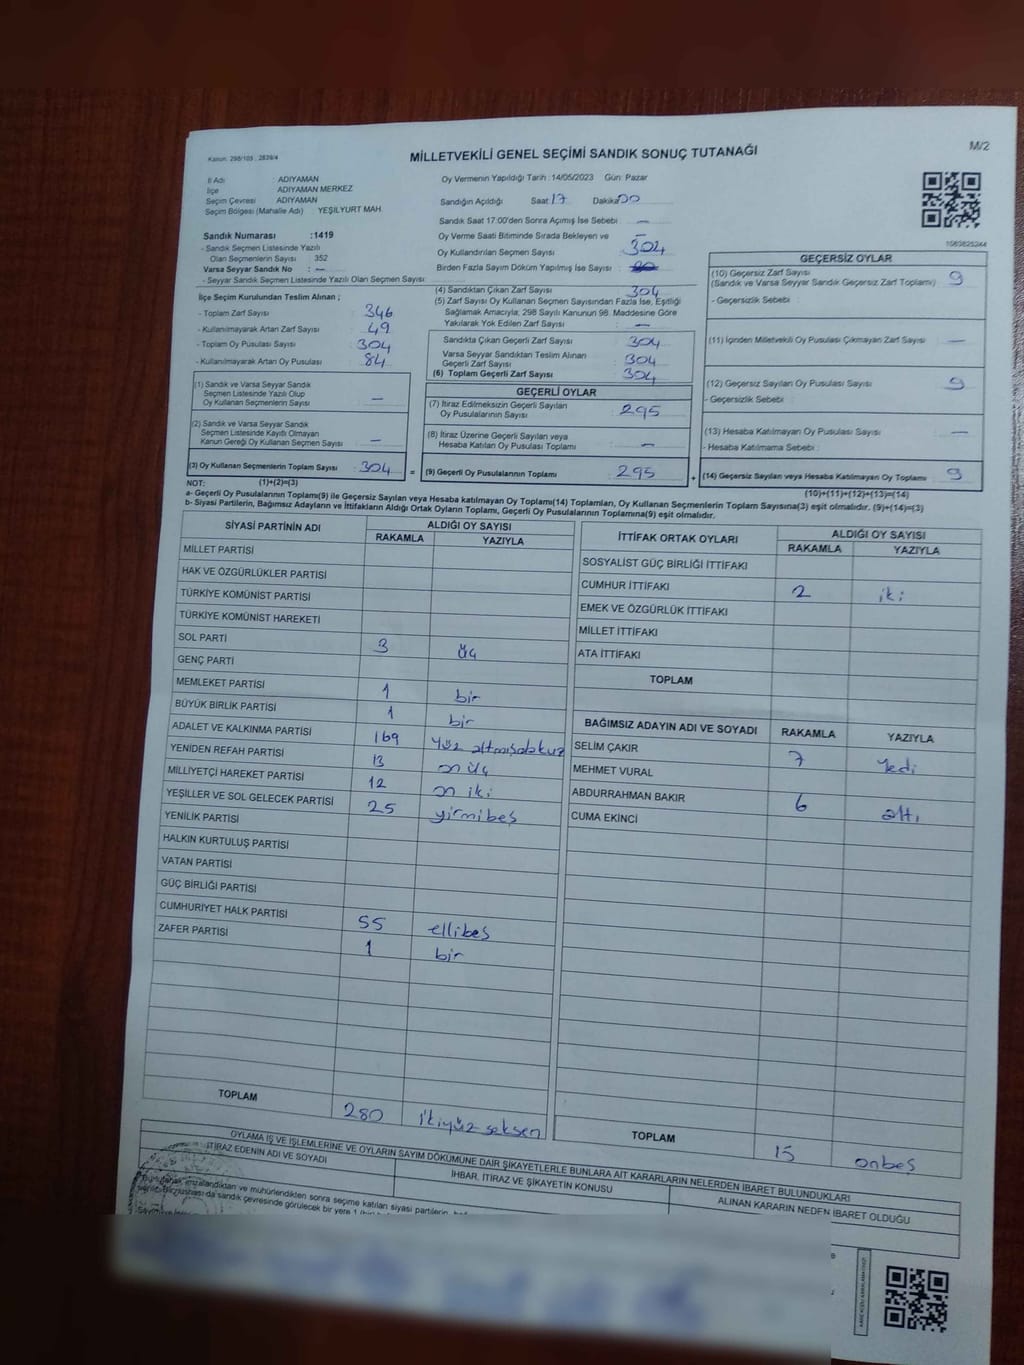 Kanun. 298/105 , 2839/4
MİLLETVEKİLİ GENEL SEÇİMİ SANDIK SONUÇ TUTANAĞI
M/2
İl Adı : ADIYAMAN
İlçe : ADIYAMAN MERKEZ
Seçim Çevresi : ADIYAMAN
Seçim Bölgesi (Mahalle Adı) YEŞİLYURT MAH.
Sandık Numarası :1419
- Sandık Seçmen Listesinde Yazılı
Olan Seçmenlerin Sayısı : 352
Varsa Seyyar Sandık No : —
- Seyyar Sandık Seçmen Listesinde Yazılı Olan Seçmen Sayısı:
İlçe Seçim Kurulundan Teslim Alınan ;
- Toplam Zarf Sayısı : 346
- Kullanılmayarak Artan Zarf Sayısı : 49
- Toplam Oy Pusulası Sayısı : 304
- Kullanılmayarak Artan Oy Pusulası : 84
(1) Sandık ve Varsa Seyyar Sandık
Seçmen Listesinde Yazılı Olup
Oy Kullanan Seçmenlerin Sayısı : —
(2) Sandık ve Varsa Seyyar Sandık
Seçmen Listesinde Kayıtlı Olmayan
Kanun Gereği Oy Kullanan Seçmen Sayısı : —
(3) Oy Kullanan Seçmenlerin Toplam Sayısı : 304
(1)+(2)=(3)
Oy Vermenin Yapıldığı Tarih :14/05/2023 Gün: Pazar
Sandığın Açıldığı Saat :17 Dakika:00
Sandık Saat 17:00'den Sonra Açımış İse Sebebi : —
Oy Verme Saati Bitiminde Sırada Bekleyen ve : —
Oy Kullandırılan Seçmen Sayısı : 304
Birden Fazla Sayım Döküm Yapılmış İse Sayısı :
(4) Sandıktan Çıkan Zarf Sayısı : 304
(5) Zarf Sayısı Oy Kullanan Seçmen Sayısından Fazla İse, Eşitliği
Sağlamak Amacıyla; 298 Sayılı Kanunun 98. Maddesine Göre
Yakılarak Yok Edilen Zarf Sayısı : —
Sandıkta Çıkan Geçerli Zarf Sayısı : 304
Varsa Seyyar Sandıktan Teslim Alınan
Geçerli Zarf Sayısı : 304
(6) Toplam Geçerli Zarf Sayısı : 304
GEÇERLİ OYLAR
(7) İtiraz Edilmeksizin Geçerli Sayılan
Oy Pusulalarının Sayısı : 295
(8) İtiraz Üzerine Geçerli Sayılan veya
Hesaba Katılan Oy Pusulası Toplamı : —
= (9) Geçerli Oy Pusulalarının Toplamı : 295
1563625244
GEÇERSİZ OYLAR
(10) Geçersiz Zarf Sayısı : 9
(Sandık ve Varsa Seyyar Sandık Geçersiz Zarf Toplamı)
- Geçersizlik Sebebi :
(11) İçinden Milletvekili Oy Pusulası Çıkmayan Zarf Sayısı : —
(12) Geçersiz Sayılan Oy Pusulası Sayısı : 9
- Geçersizlik Sebebi :
(13) Hesaba Katılmayan Oy Pusulası Sayısı : —
- Hesaba Katılmama Sebebi :
+ (14) Geçersiz Sayılan veya Hesaba Katılmayan Oy Toplamı : 9
(10)+(11)+(12)+(13)=(14)
NOT:
a- Geçerli Oy Pusulalarının Toplamı(9) ile Geçersiz Sayılan veya Hesaba katılmayan Oy Toplamı(14) Toplamları, Oy Kullanan Seçmenlerin Toplam Sayısına(3) eşit olmalıdır. (9)+(14)=(3)
b- Siyasi Partilerin, Bağımsız Adayların ve İttifakların Aldığı Ortak Oyların Toplamı, Geçerli Oy Pusulalarının Toplamına(9) eşit olmalıdır.
SİYASİ PARTİNİN ADI ALDIĞI OY SAYISI
RAKAMLA YAZIYLA
MİLLET PARTİSİ
HAK VE ÖZGÜRLÜKLER PARTİSİ
TÜRKİYE KOMÜNİST PARTİSİ
TÜRKİYE KOMÜNİST HAREKETİ
SOL PARTİ 3 üç
GENÇ PARTİ
MEMLEKET PARTİSİ 1 bir
BÜYÜK BİRLİK PARTİSİ 1 bir
ADALET VE KALKINMA PARTİSİ 169 yüz altmışdokuz
YENİDEN REFAH PARTİSİ 13 on üç
MİLLİYETÇİ HAREKET PARTİSİ 12 on iki
YEŞİLLER VE SOL GELECEK PARTİSİ 25 yirmibeş
YENİLİK PARTİSİ
HALKIN KURTULUŞ PARTİSİ
VATAN PARTİSİ
GÜÇ BİRLİĞİ PARTİSİ
CUMHURİYET HALK PARTİSİ 55 ellibeş
ZAFER PARTİSİ 1 bir
TOPLAM 280 ikiyüz seksen
İTTİFAK ORTAK OYLARI ALDIĞI OY SAYISI
RAKAMLA YAZIYLA
SOSYALİST GÜÇ BİRLİĞİ İTTİFAKI
CUMHUR İTTİFAKI 2 iki
EMEK VE ÖZGÜRLÜK İTTİFAKI
MİLLET İTTİFAKI
ATA İTTİFAKI
TOPLAM
BAĞIMSIZ ADAYIN ADI VE SOYADI RAKAMLA YAZIYLA
SELİM ÇAKIR 7 Yedi
MEHMET VURAL
ABDURRAHMAN BAKIR 6 altı
CUMA EKİNCİ
TOPLAM 15 onbeş
OYLAMA İŞ VE İŞLEMLERİNE VE OYLARIN SAYIM DÖKÜMÜNE DAİR ŞİKAYETLERLE BUNLARA AİT KARARLARIN NELERDEN İBARET BULUNDUKLARI
İTİRAZ EDENİN ADI VE SOYADI
İHBAR, İTİRAZ VE ŞİKAYETİN KONUSU
ALINAN KARARIN NEDEN İBARET OLDUĞU
imzalandıktan ve mühürlendikten sonra seçime katılan siyasi partilerin,
da sandık çevresinde görülecek bir yere 1